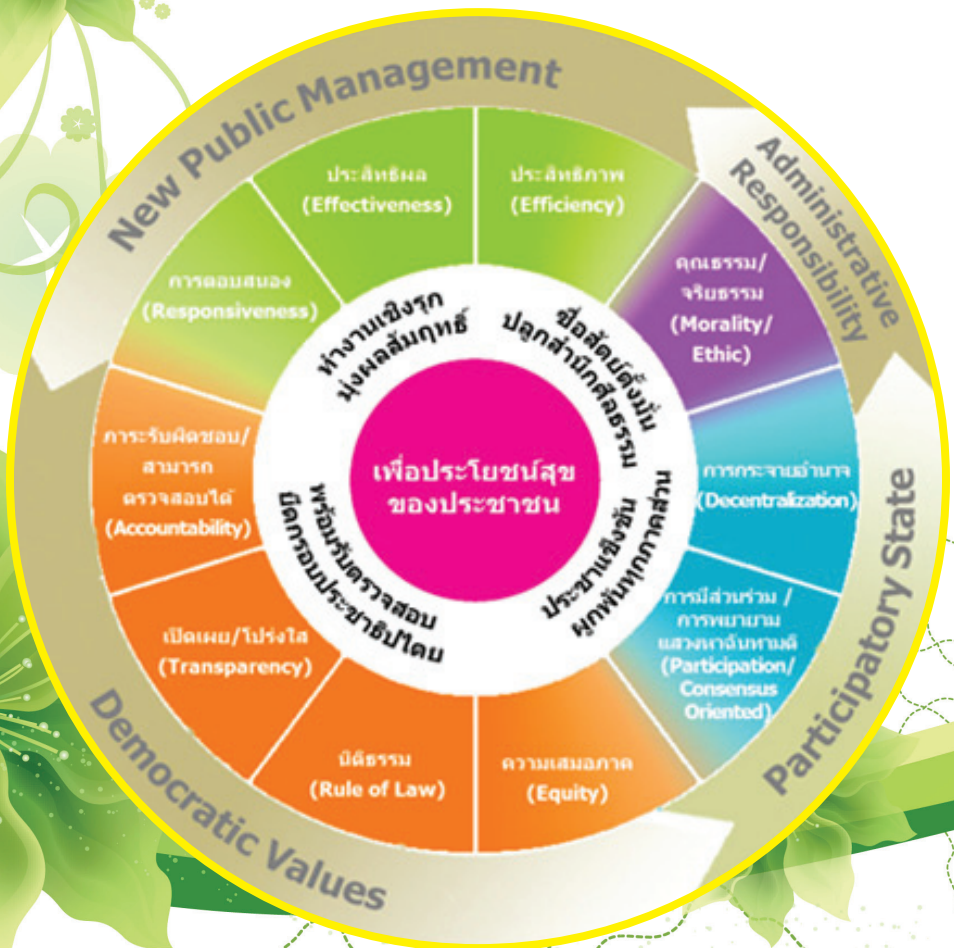 New Public Management
Administrative
Responsibility
Participatory State
Democratic Values
ประสิทธิผล
(Effectiveness)
ประสิทธิภาพ
(Efficiency)
คุณธรรม/
จริยธรรม
(Morality/
Ethic)
การกระจายอำนาจ
(Decentralization)
การมีส่วนร่วม /
การพยายาม
แสวงหาฉันทามติ
(Participation/
Consensus
Oriented)
ความเสมอภาค
(Equity)
นิติธรรม
(Rule of Law)
เปิดเผย/โปร่งใส
(Transparency)
ภาระรับผิดชอบ/
สามารถ
ตรวจสอบได้
(Accountability)
การตอบสนอง
(Responsiveness)
ทำงานเชิงรุก
มุ่งผลสัมฤทธิ์
ซื่อสัตย์ตั้งมั่น
ปลูกสำนึกศีลธรรม
ประชาแข็งขัน
ผูกพันทุกภาคส่วน
พร้อมรับตรวจสอบ
ยึดกรอบประชาธิปไตย
เพื่อประโยชน์สุข
ของประชาชน